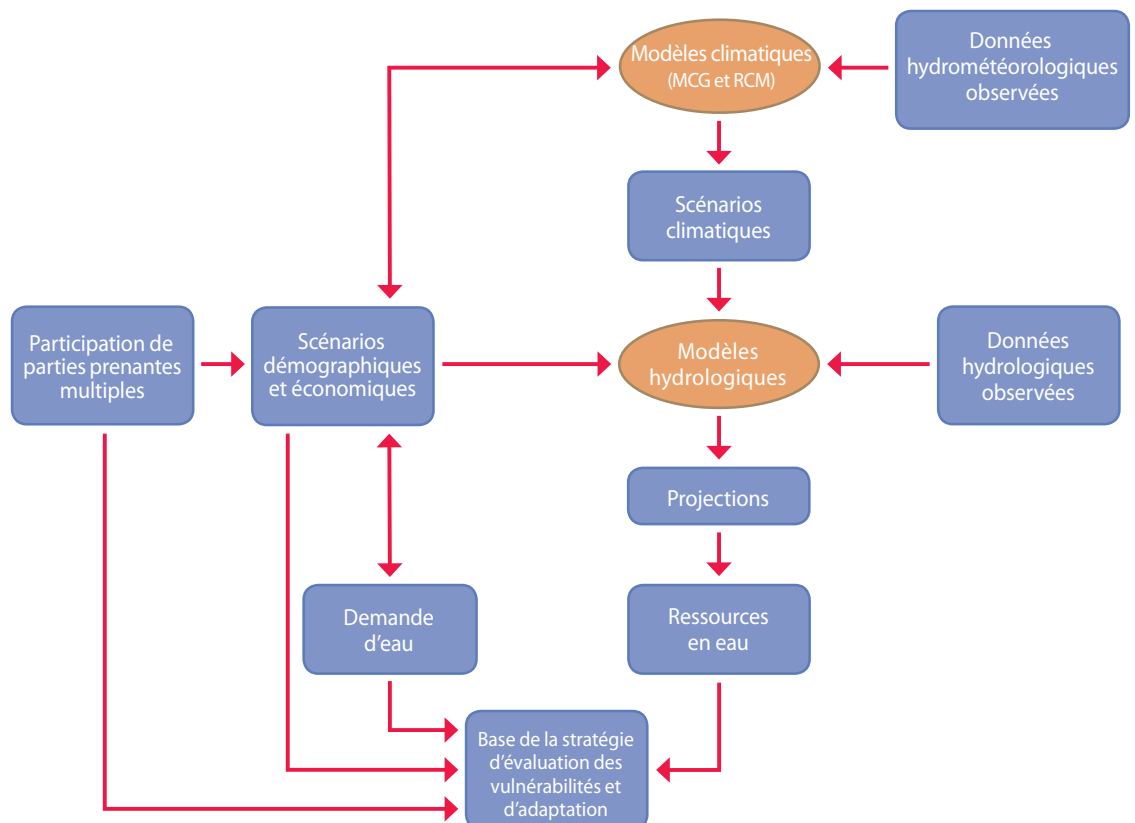 Modèles climatiques
(MCG et RCM)
Données
hydrométéorologiques
observées
Scénarios
climatiques
Participation de
parties prenantes
multiples
Scénarios
démographiques
et économiques
Modèles
hydrologiques
Données
hydrologiques
observées
Projections
Demande
d'eau
Ressources
en eau
Base de la stratégie
d'évaluation des
vulnérabilités et
d'adaptation